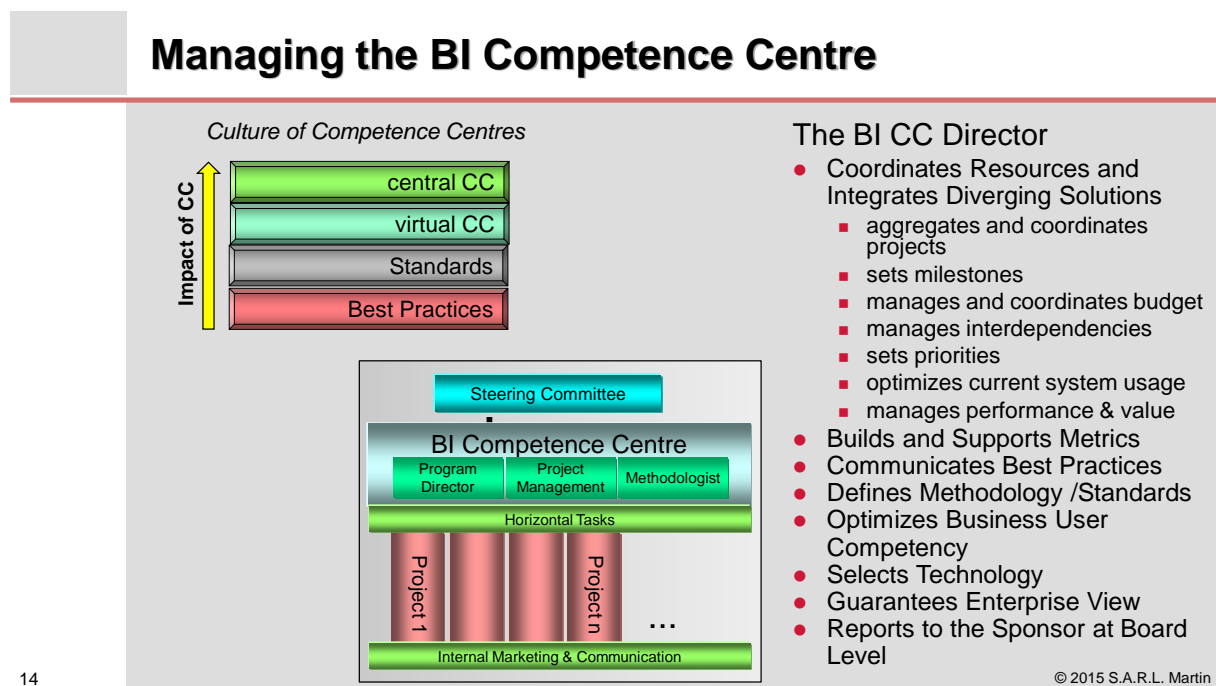 Managing the BI Competence Centre
Culture of Competence Centres
Impact of CC
central CC
virtual CC
Standards
Best Practices
Steering Committee
BI Competence Centre
Program
Director
Project
Management
Methodologist
Horizontal Tasks
Project 1
Project n
...
Internal Marketing & Communication
The BI CC Director
Coordinates Resources and
Integrates Diverging Solutions
aggregates and coordinates
projects
sets milestones
manages and coordinates budget
manages interdependencies
sets priorities
optimizes current system usage
manages performance & value
Builds and Supports Metrics
Communicates Best Practices
Defines Methodology /Standards
Optimizes Business User
Competency
Selects Technology
Guarantees Enterprise View
Reports to the Sponsor at Board
Level
14
© 2015 S.A.R.L. Martin